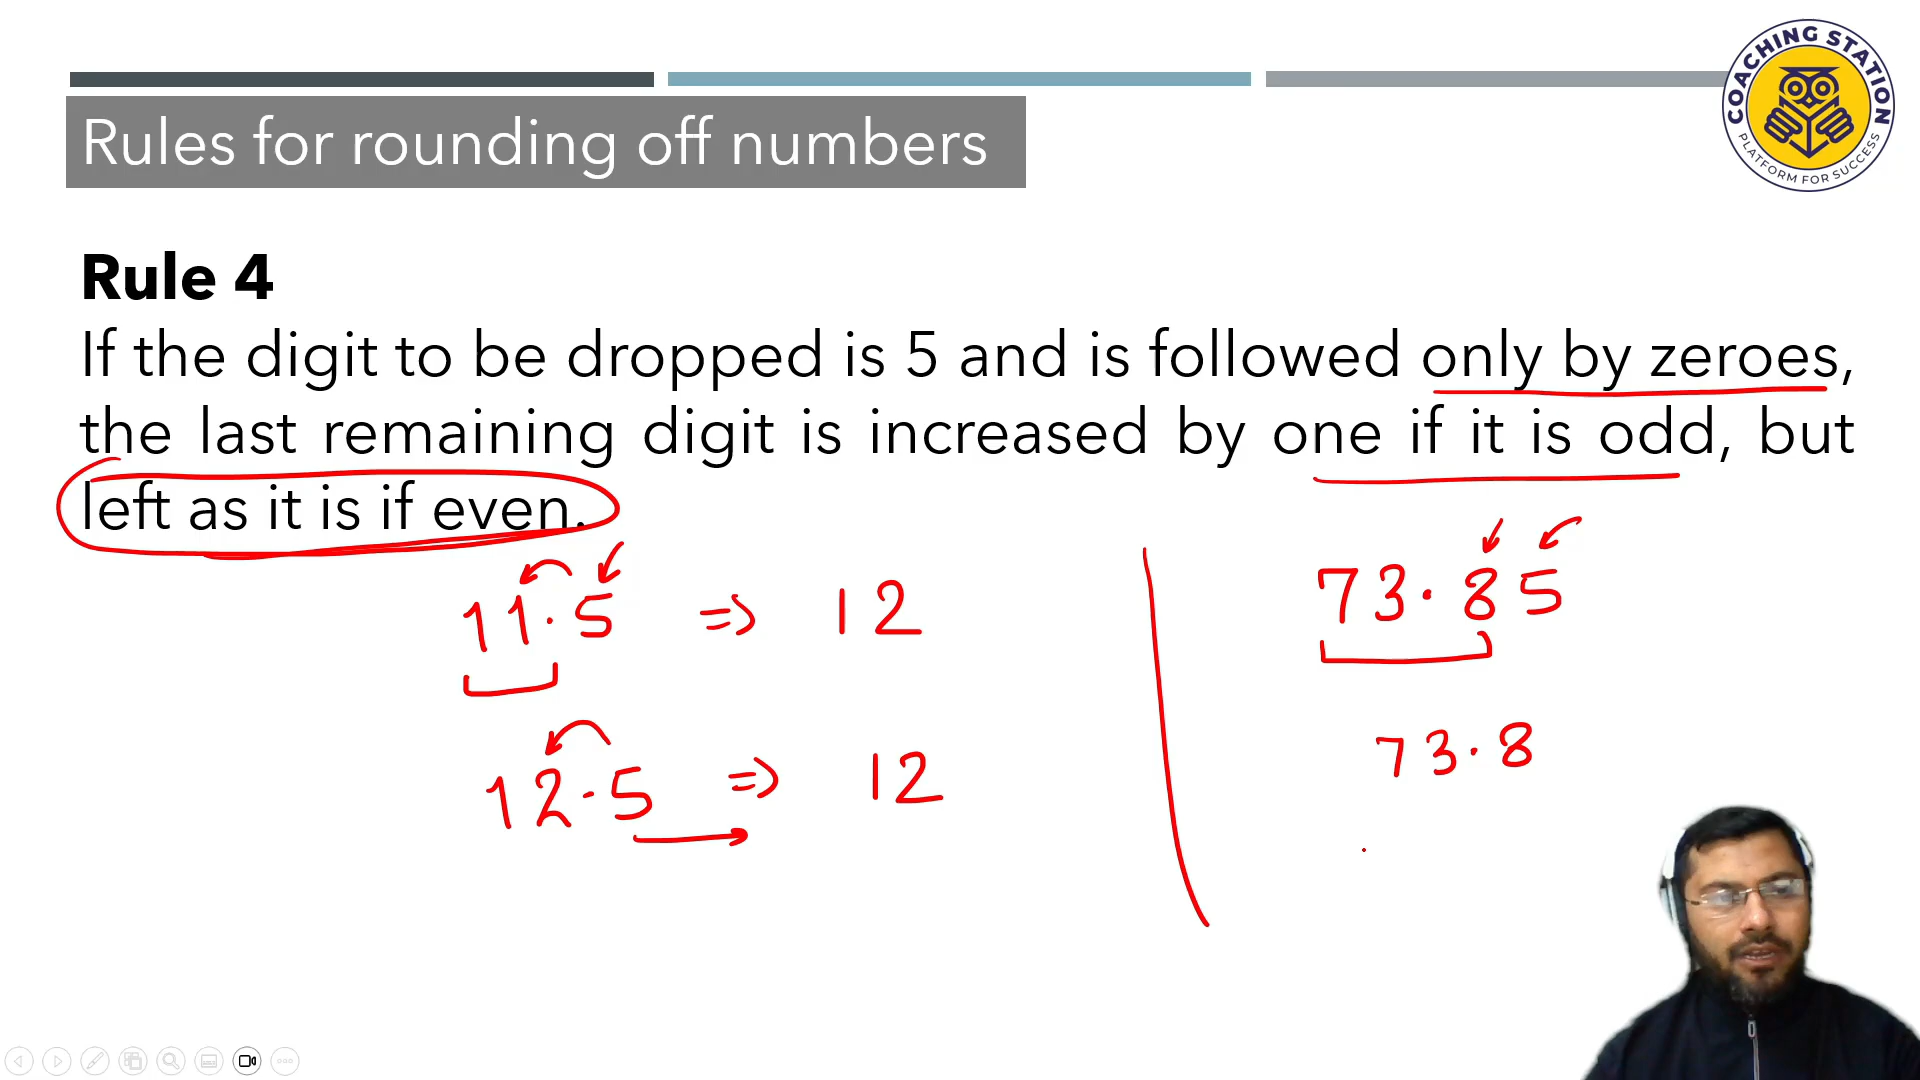 COACHING STATION
PLATFORM FOR SUCCESS
Rules for rounding off numbers
Rule 4
If the digit to be dropped is 5 and is followed only by zeroes,
the last remaining digit is increased by one if it is odd, but
left as it is if even.
11.5 => 12
12.5 => 12
73.85
73.8